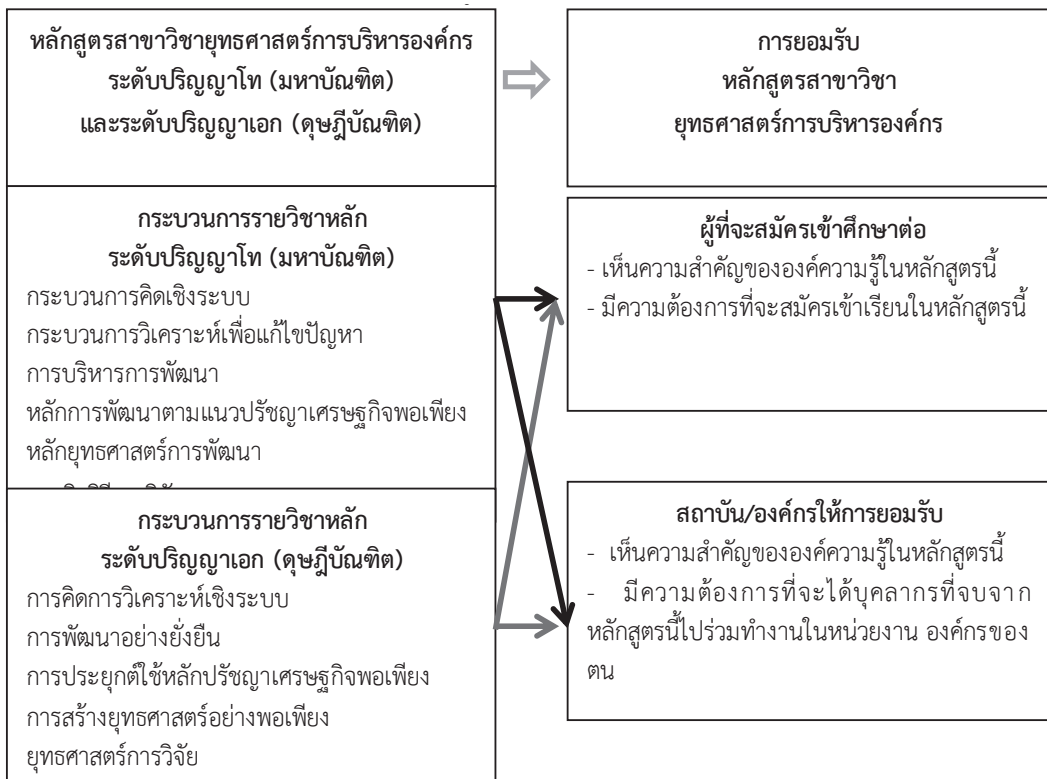 หลักสูตรสาขาวิชายุทธศาสตร์การบริหารองค์กร
ระดับปริญญาโท (มหาบัณฑิต)
และระดับปริญญาเอก (ดุษฎีบัณฑิต)
การยอมรับ
หลักสูตรสาขาวิชา
ยุทธศาสตร์การบริหารองค์กร
กระบวนการรายวิชาหลัก
ระดับปริญญาโท (มหาบัณฑิต)
กระบวนการคิดเชิงระบบ
กระบวนการวิเคราะห์เพื่อแก้ไขปัญหา
การบริหารการพัฒนา
หลักการพัฒนาตามแนวปรัชญาเศรษฐกิจพอเพียง
หลักยุทธศาสตร์การพัฒนา
ผู้ที่จะสมัครเข้าศึกษาต่อ
- เห็นความสำคัญขององค์ความรู้ในหลักสูตรนี้
- มีความต้องการที่จะสมัครเข้าเรียนในหลักสูตรนี้
กระบวนการรายวิชาหลัก
ระดับปริญญาเอก (ดุษฎีบัณฑิต)
การคิดการวิเคราะห์เชิงระบบ
การพัฒนาอย่างยั่งยืน
การประยุกต์ใช้หลักปรัชญาเศรษฐกิจพอเพียง
การสร้างยุทธศาสตร์อย่างพอเพียง
ยุทธศาสตร์การวิจัย
สถาบัน/องค์กรให้การยอมรับ
- เห็นความสำคัญขององค์ความรู้ในหลักสูตรนี้
- มีความต้องการที่จะได้บุคลากรที่จบจาก
หลักสูตรนี้ไปร่วมทำงานในหน่วยงาน องค์กรของ
ตน